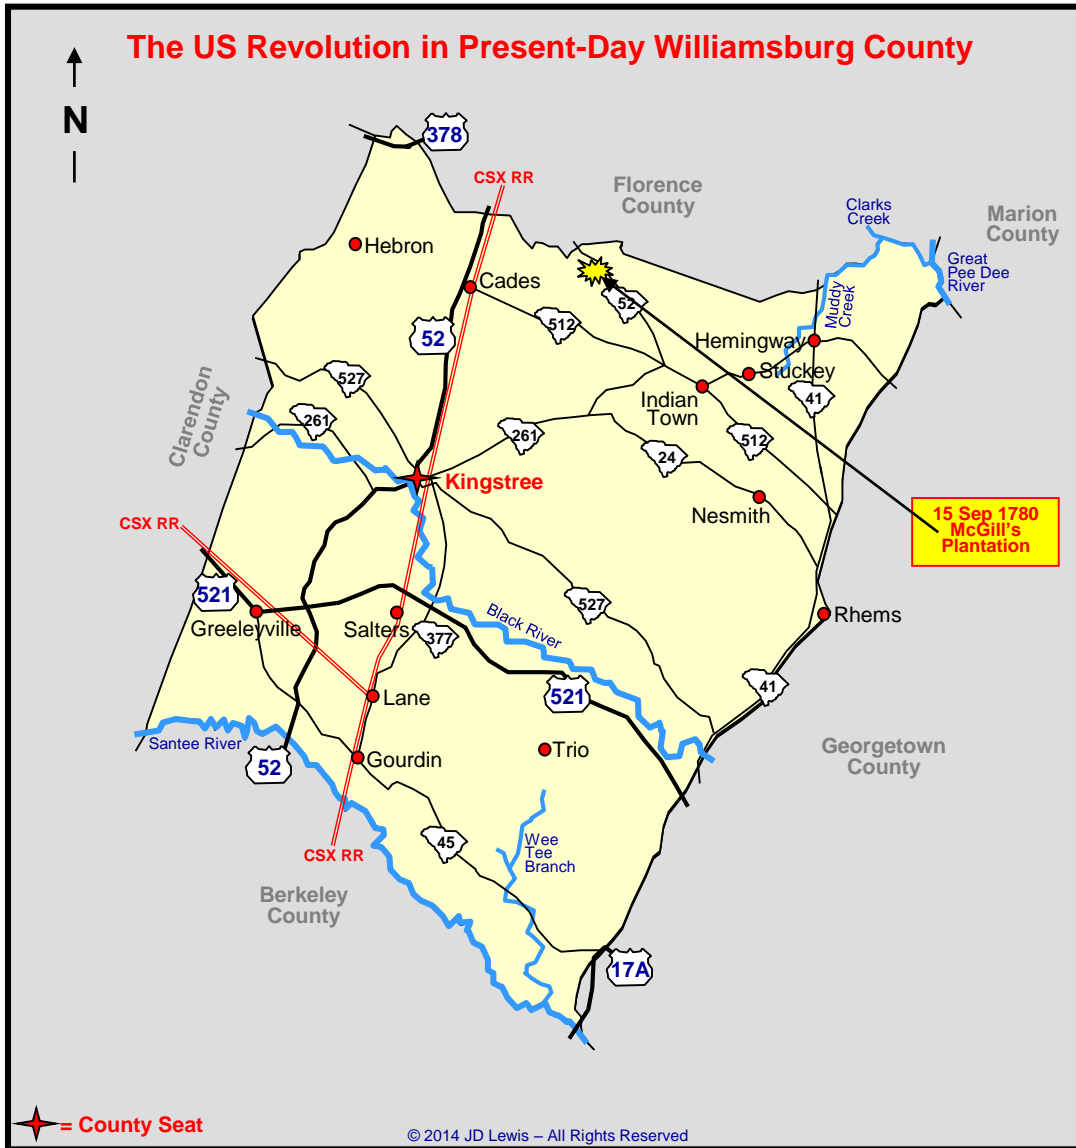 The US Revolution in Present-Day Williamsburg County
N
378
CSX RR
Florence
County
Clarks
Creek
Marion
County
Hebron
Great
Pee Dee
River
Cades
52
Muddy
Creek
512
52
Hemingway
Stuckey
527
Indian
Town
41
Clarendon
County
261
261
512
24
Kingstree
Nesmith
15 Sep 1780
McGill's
Plantation
CSX RR
521
Greeleyville
Salters
377
Black River
527
Rhems
Lane
521
41
Santee River
52
Gourdin
Trio
Georgetown
County
45
Wee
Tee
Branch
CSX RR
Berkeley
County
17A
= County Seat
© 2014 JD Lewis – All Rights Reserved